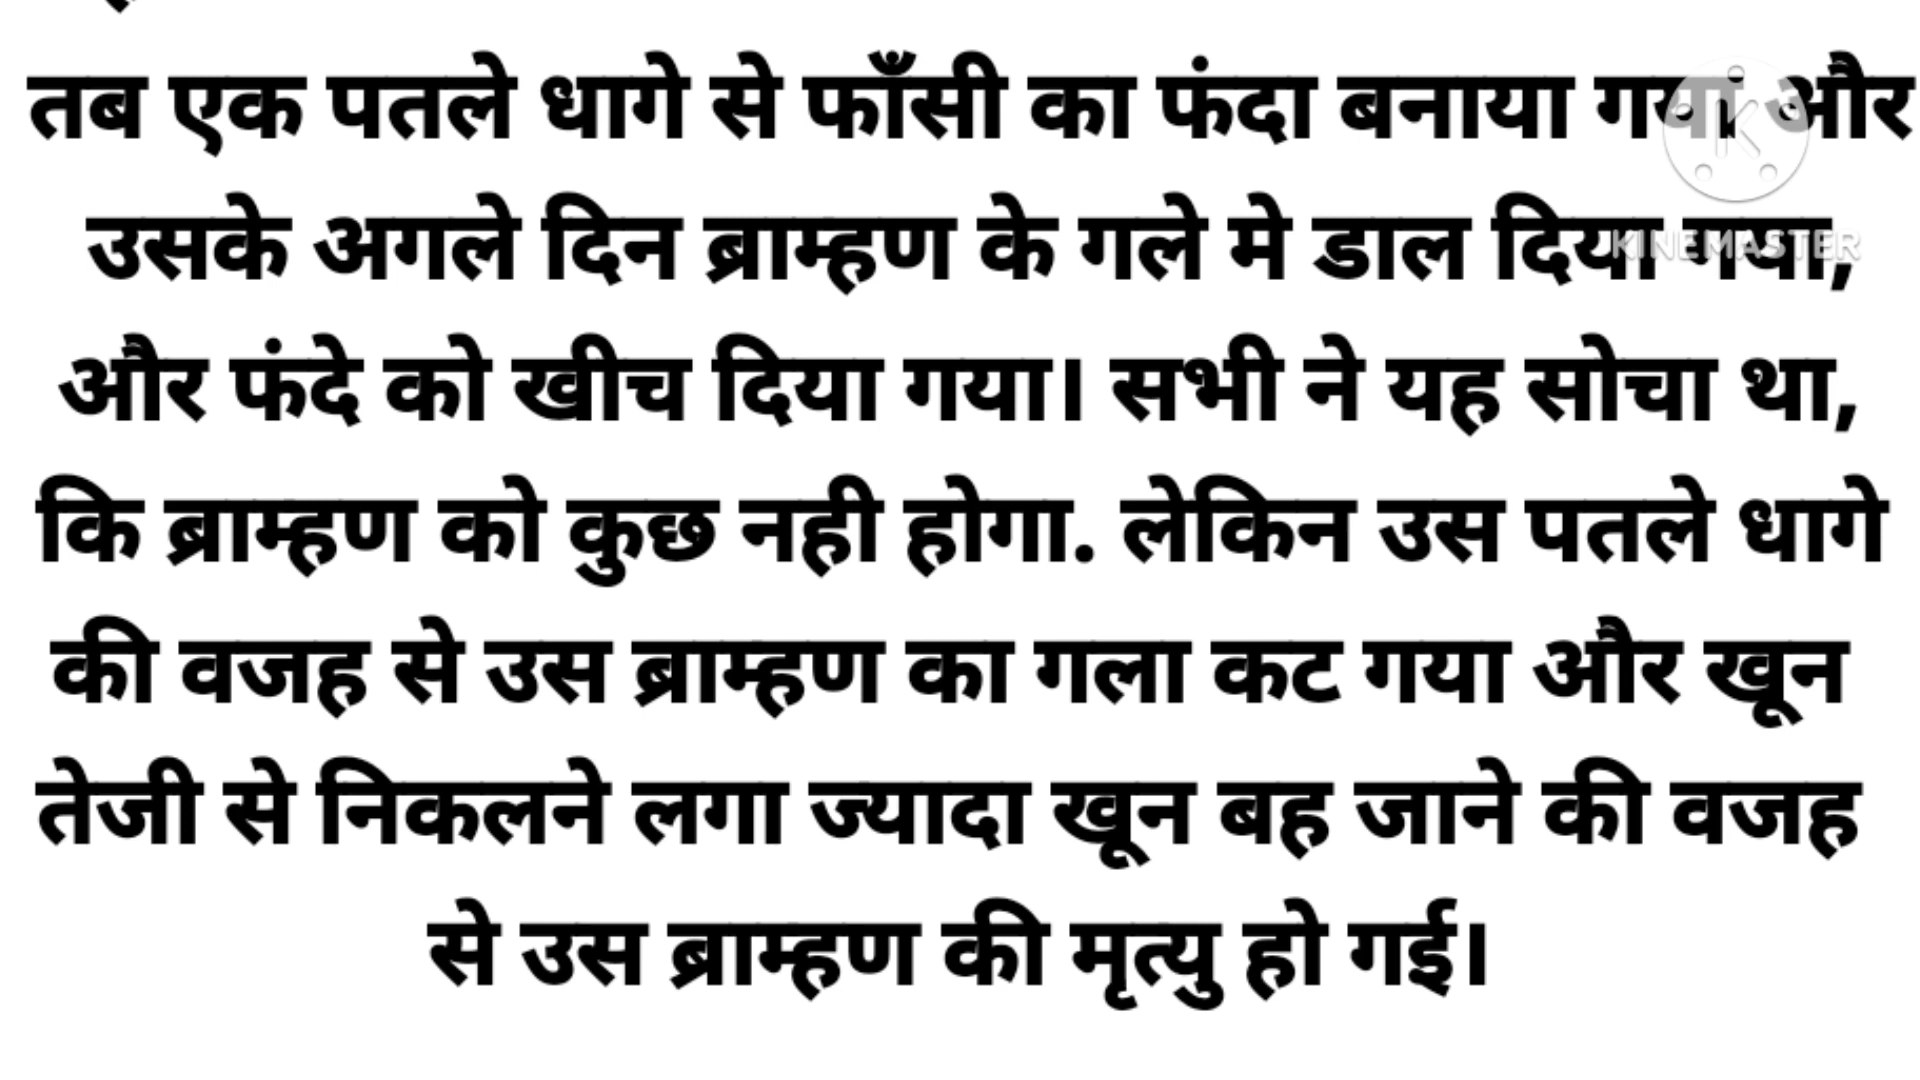 तब एक पतले धागे से फाँसी का फंदा बनाया गया और
उसके अगले दिन ब्राम्हण के गले मे डाल दिया गया,
KINEMASTER
और फंदे को खीच दिया गया। सभी ने यह सोचा था,
कि ब्राम्हण को कुछ नही होगा. लेकिन उस पतले धागे
की वजह से उस ब्राम्हण का गला कट गया और खून
तेजी से निकलने लगा ज्यादा खून बह जाने की वजह
से उस ब्राम्हण की मृत्यु हो गई।